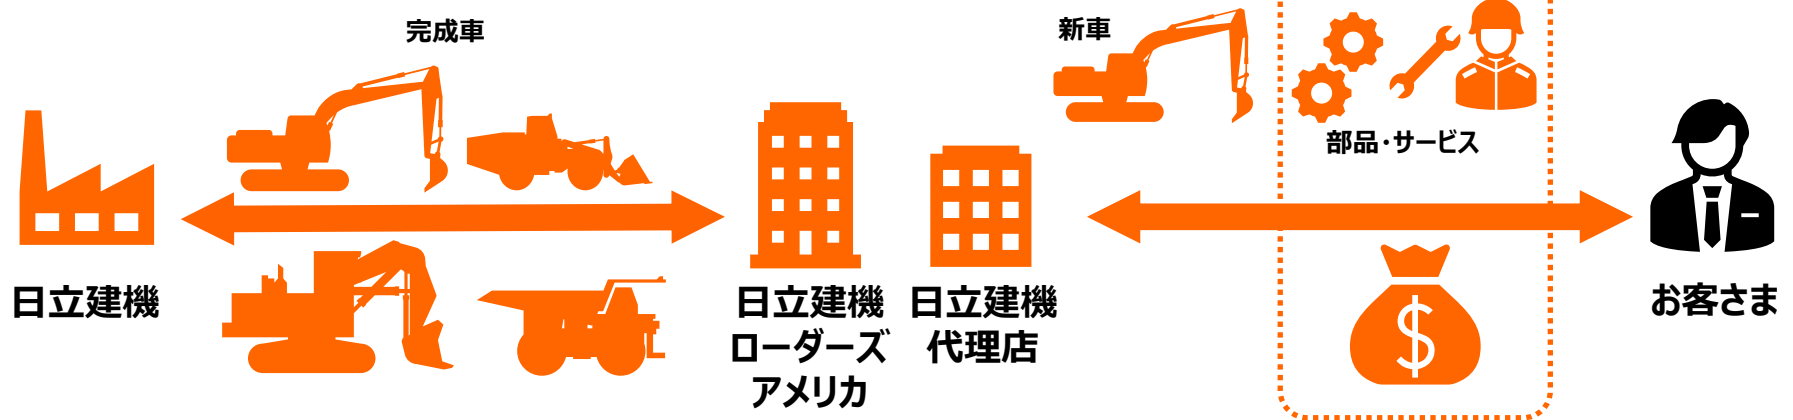 完成車
新車
部品・サービス
日立建機
日立建機
ローダーズ
アメリカ
日立建機
代理店
お客さま
$